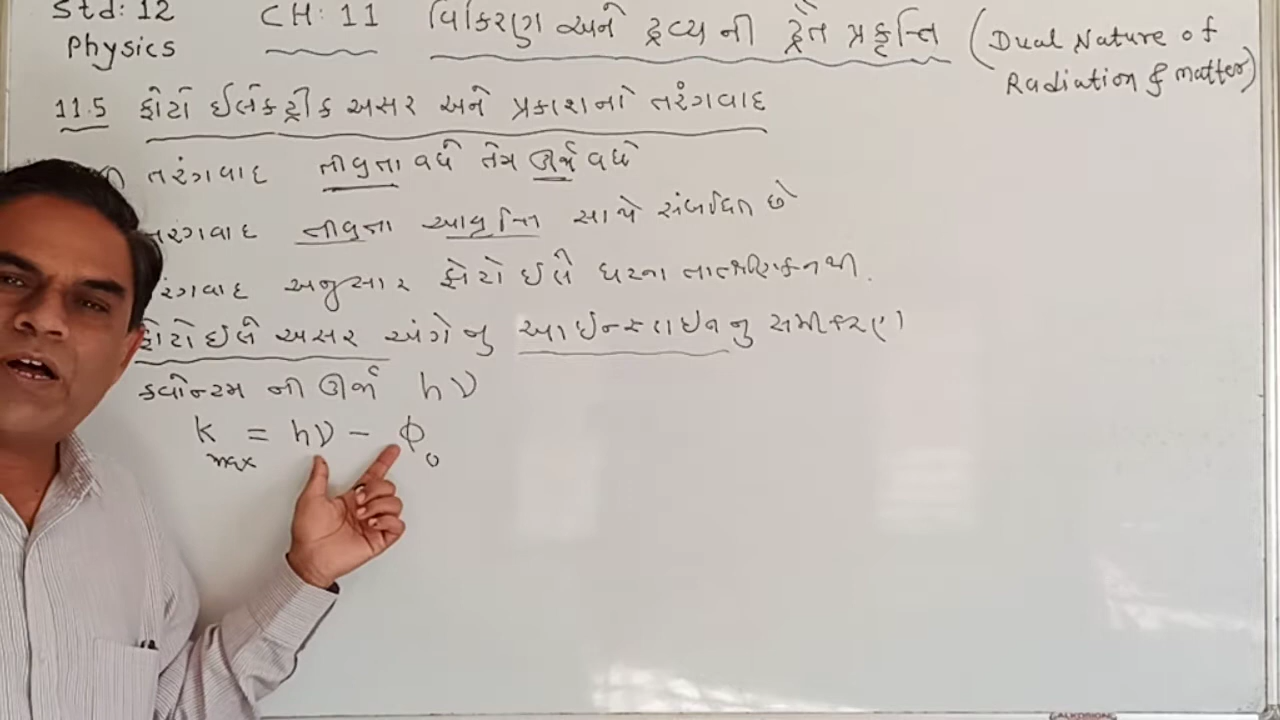 Std: 12 CH: 11 વિકિરણ અને દ્રવ્ય ની દ્વૈત પ્રકૃત્તિ (Dual Nature of
Physics Radiation & matter)
11.5 ફોટો ઈલેક્ટ્રીક અસર અને પ્રકાશનો તરંગવાદ
તરંગવાદ તીવ્રતા વધે તેમ ઊર્જા વધે
તરંગવાદ તીવ્રતા આવૃત્તિ સાથે સંબંધિત છે
તરંગવાદ અનુસાર ફોટો ઈલે ઘટના તાત્ક્ષણિક નથી.
ફોટો ઈલે અસર અંગેનુ આઈન્સ્ટાઈનનુ સમીકરણ
ક્વોન્ટમ ની ઊર્જા hν
K max = hν - ϕ₀